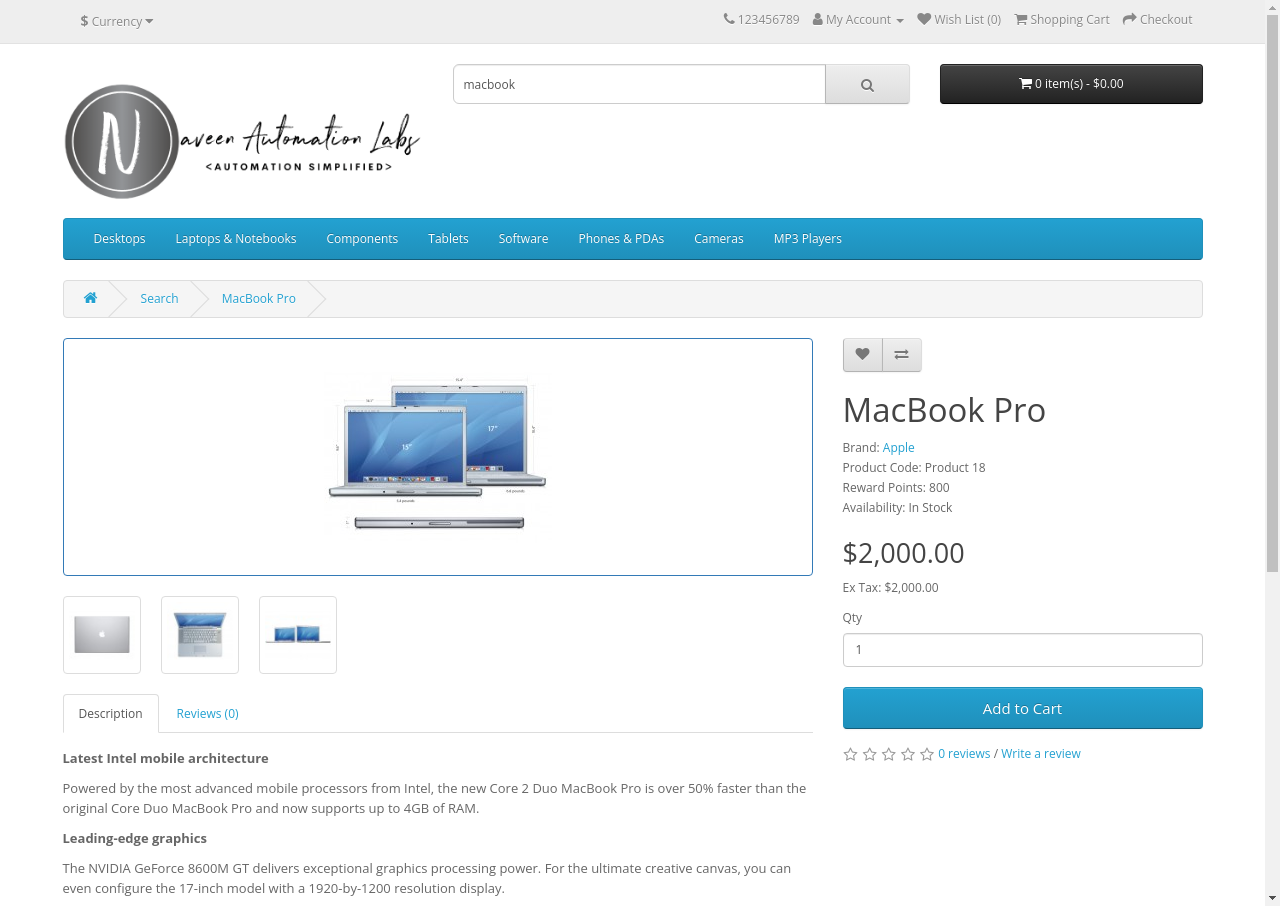 $ Currency
123456789 My Account Wish List (0) Shopping Cart Checkout
macbook
0 item(s) - $0.00
N aveen Automation Labs
<AUTOMATION SIMPLIFIED>
Desktops Laptops & Notebooks Components Tablets Software Phones & PDAs Cameras MP3 Players
Search MacBook Pro
15"
17"
MacBook Pro
Brand: Apple
Product Code: Product 18
Reward Points: 800
Availability: In Stock
$2,000.00
Ex Tax: $2,000.00
Qty
1
Add to Cart
0 reviews / Write a review
Description Reviews (0)
Latest Intel mobile architecture
Powered by the most advanced mobile processors from Intel, the new Core 2 Duo MacBook Pro is over 50% faster than the
original Core Duo MacBook Pro and now supports up to 4GB of RAM.
Leading-edge graphics
The NVIDIA GeForce 8600M GT delivers exceptional graphics processing power. For the ultimate creative canvas, you can
even configure the 17-inch model with a 1920-by-1200 resolution display.